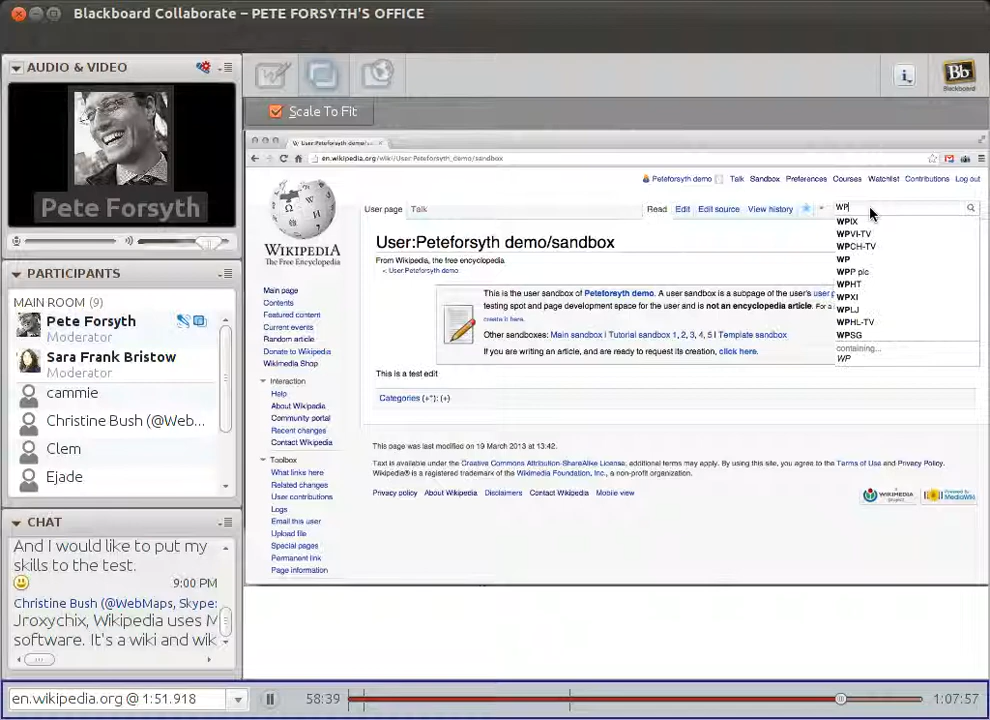 Blackboard Collaborate – PETE FORSYTH'S OFFICE
AUDIO & VIDEO
Pete Forsyth
PARTICIPANTS
MAIN ROOM (9)
Pete Forsyth
Moderator
Sara Frank Bristow
Moderator
cammie
Christine Bush (@Web...
Clem
Ejade
CHAT
And I would like to put my
skills to the test.
9:00 PM
Christine Bush (@WebMaps, Skype:
Jroxychix, Wikipedia uses M
software. It's a wiki and wik
Scale To Fit
Bb
Blackboard
User:Peteforsyth demo/san
en.wikipedia.org/wiki/User:Peteforsyth_demo/sandbox
Peteforsyth demo Talk Sandbox Preferences Courses Watchlist Contributions Log out
User page Talk Read Edit Edit source View history WP
WIKIPEDIA
The Free Encyclopedia
Main page
Contents
Featured content
Current events
Random article
Donate to Wikipedia
Wikimedia Shop
Interaction
Help
About Wikipedia
Community portal
Recent changes
Contact Wikipedia
Toolbox
What links here
Related changes
User contributions
Logs
Email this user
Upload file
Special pages
Permanent link
Page information
User:Peteforsyth demo/sandbox
From Wikipedia, the free encyclopedia
< User:Peteforsyth demo
This is the user sandbox of Peteforsyth demo. A user sandbox is a subpage of the user's user p
testing spot and page development space for the user and is not an encyclopedia article. For a
create it here.
Other sandboxes: Main sandbox | Tutorial sandbox 1, 2, 3, 4, 5 | Template sandbox
If you are writing an article, and are ready to request its creation, click here.
This is a test edit
Categories (+⁺): (+)
WPIX
WPVI-TV
WPCH-TV
WP
WPP plc
WPHT
WPXI
WPLJ
WPHL-TV
WPSG
containing...
WP
This page was last modified on 19 March 2013 at 13:42.
Text is available under the Creative Commons Attribution-ShareAlike License; additional terms may apply. By using this site, you agree to the Terms of Use and Privacy Policy.
Wikipedia® is a registered trademark of the Wikimedia Foundation, Inc., a non-profit organization.
Privacy policy About Wikipedia Disclaimers Contact Wikipedia Mobile view
WIKIMEDIA
project
Powered by
MediaWiki
en.wikipedia.org @ 1:51.918
58:39
1:07:57